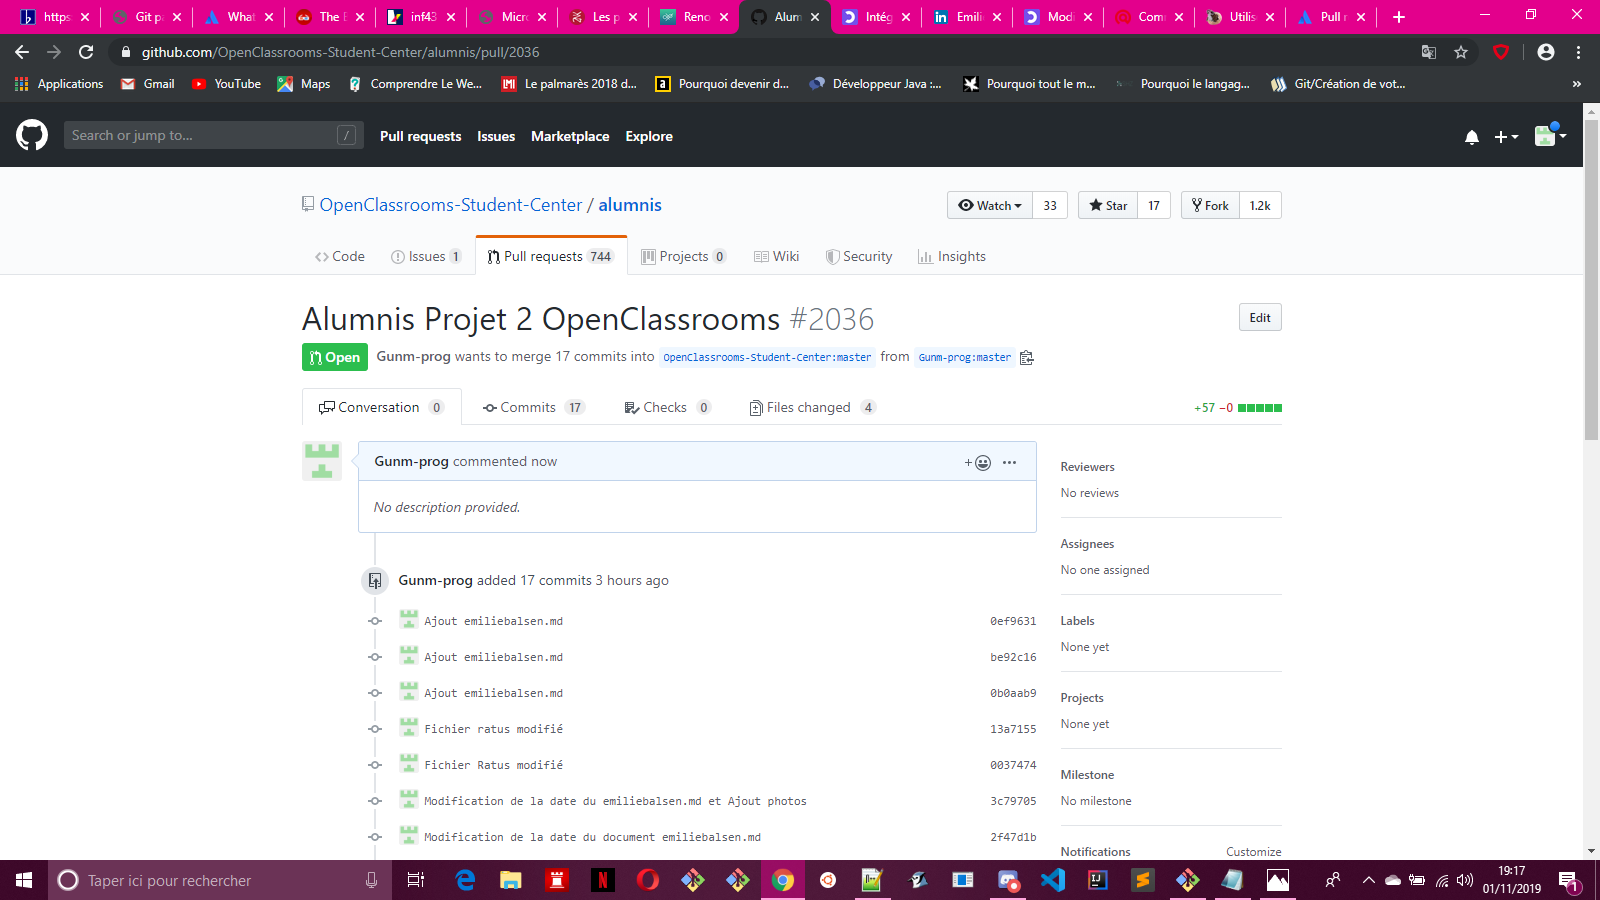 https
Git p
What
The E
inf43
Micro
Les p
Reno
Alum
Intég
Emili
Modi
Com
Utilis
Pull r
github.com/OpenClassrooms-Student-Center/alumnis/pull/2036
Applications Gmail YouTube Maps Comprendre Le We... Le palmarès 2018 d... Pourquoi devenir d... Développeur Java :... Pourquoi tout le m... Pourquoi le langag... Git/Création de vot... »
Search or jump to... /
Pull requests Issues Marketplace Explore
OpenClassrooms-Student-Center / alumnis
Watch 33 Star 17 Fork 1.2k
Code Issues 1 Pull requests 744 Projects 0 Wiki Security Insights
Alumnis Projet 2 OpenClassrooms #2036
Edit
Open Gunm-prog wants to merge 17 commits into OpenClassrooms-Student-Center:master from Gunm-prog:master
Conversation 0 Commits 17 Checks 0 Files changed 4 +57 −0
Gunm-prog commented now
No description provided.
Gunm-prog added 17 commits 3 hours ago
Ajout emiliebalsen.md 0ef9631
Ajout emiliebalsen.md be92c16
Ajout emiliebalsen.md 0b0aab9
Fichier ratus modifié 13a7155
Fichier Ratus modifié 0037474
Modification de la date du emiliebalsen.md et Ajout photos 3c79705
Modification de la date du document emiliebalsen.md 2f47d1b
Reviewers
No reviews
Assignees
No one assigned
Labels
None yet
Projects
None yet
Milestone
No milestone
Notifications Customize
Taper ici pour rechercher
19:17
01/11/2019
1